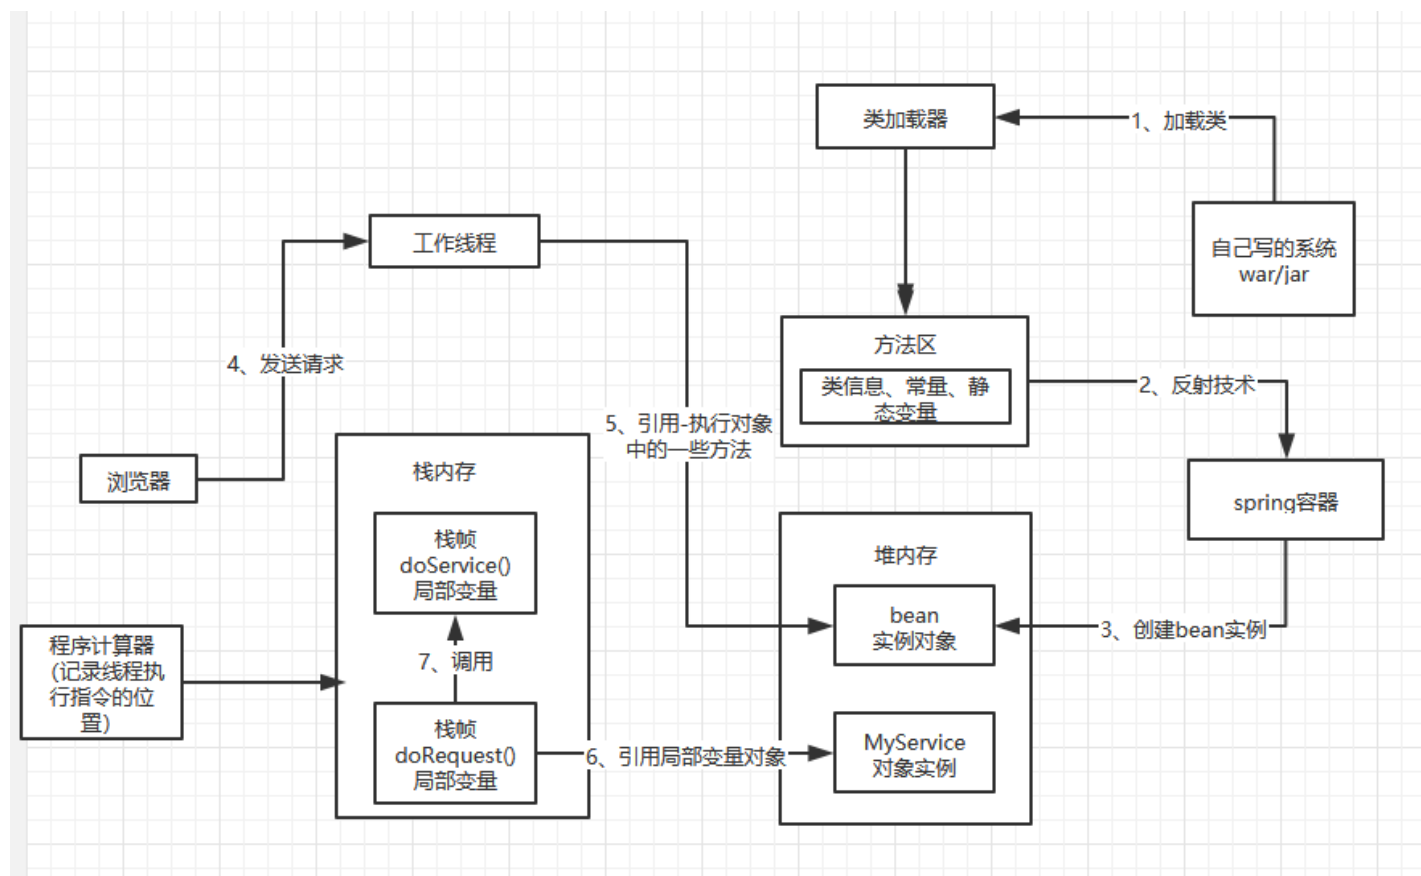 类加载器
1、加载类
自己写的系统
war/jar
工作线程
方法区
类信息、常量、静
态变量
2、反射技术
4、发送请求
5、引用-执行对象
中的一些方法
浏览器
栈内存
spring容器
栈帧
doService()
局部变量
堆内存
bean
实例对象
3、创建bean实例
程序计算器
（记录线程执
行指令的位
置）
7、调用
栈帧
doRequest()
局部变量
6、引用局部变量对象
MyService
对象实例